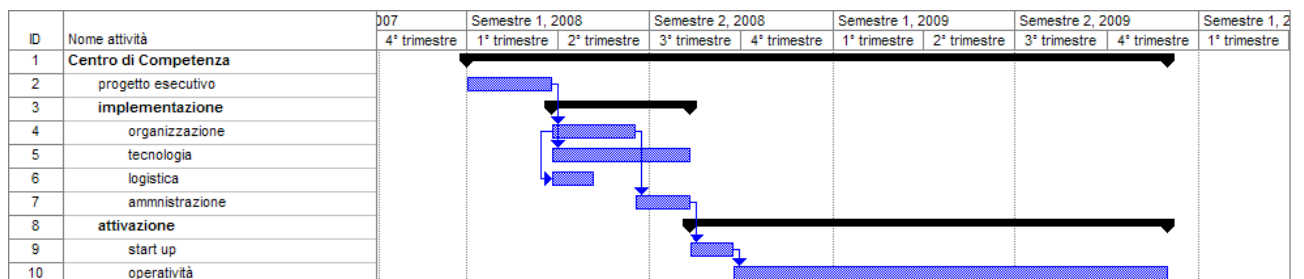 007 Semestre 1, 2008 Semestre 2, 2008 Semestre 1, 2009 Semestre 2, 2009 Semestre 1, 2
ID Nome attività 4° trimestre 1° trimestre 2° trimestre 3° trimestre 4° trimestre 1° trimestre 2° trimestre 3° trimestre 4° trimestre 1° trimestre
1 Centro di Competenza
2 progetto esecutivo
3 implementazione
4 organizzazione
5 tecnologia
6 logistica
7 ammnistrazione
8 attivazione
9 start up
10 operatività